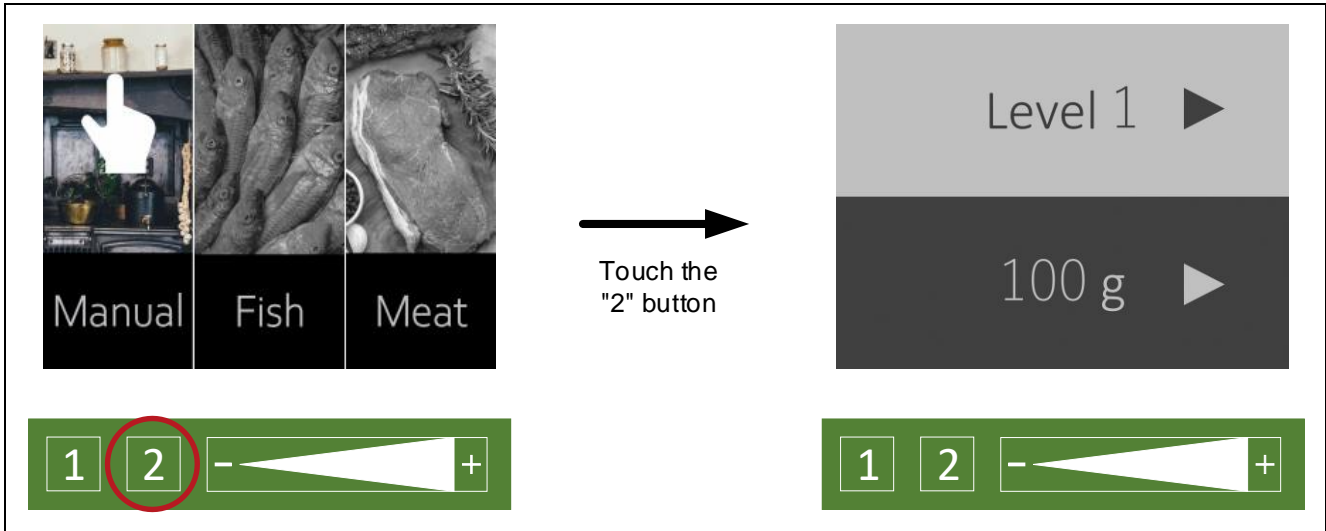 Level 1
100 g
Touch the
"2" button
Manual Fish Meat
1 2 - +
1 2 - +